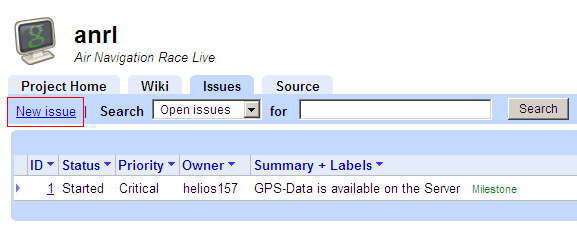 anrl
Air Navigation Race Live
Project Home Wiki Issues Source
New issue | Search Open issues for Search
ID Status Priority Owner Summary + Labels
1 Started Critical helios157 GPS-Data is available on the Server Milestone